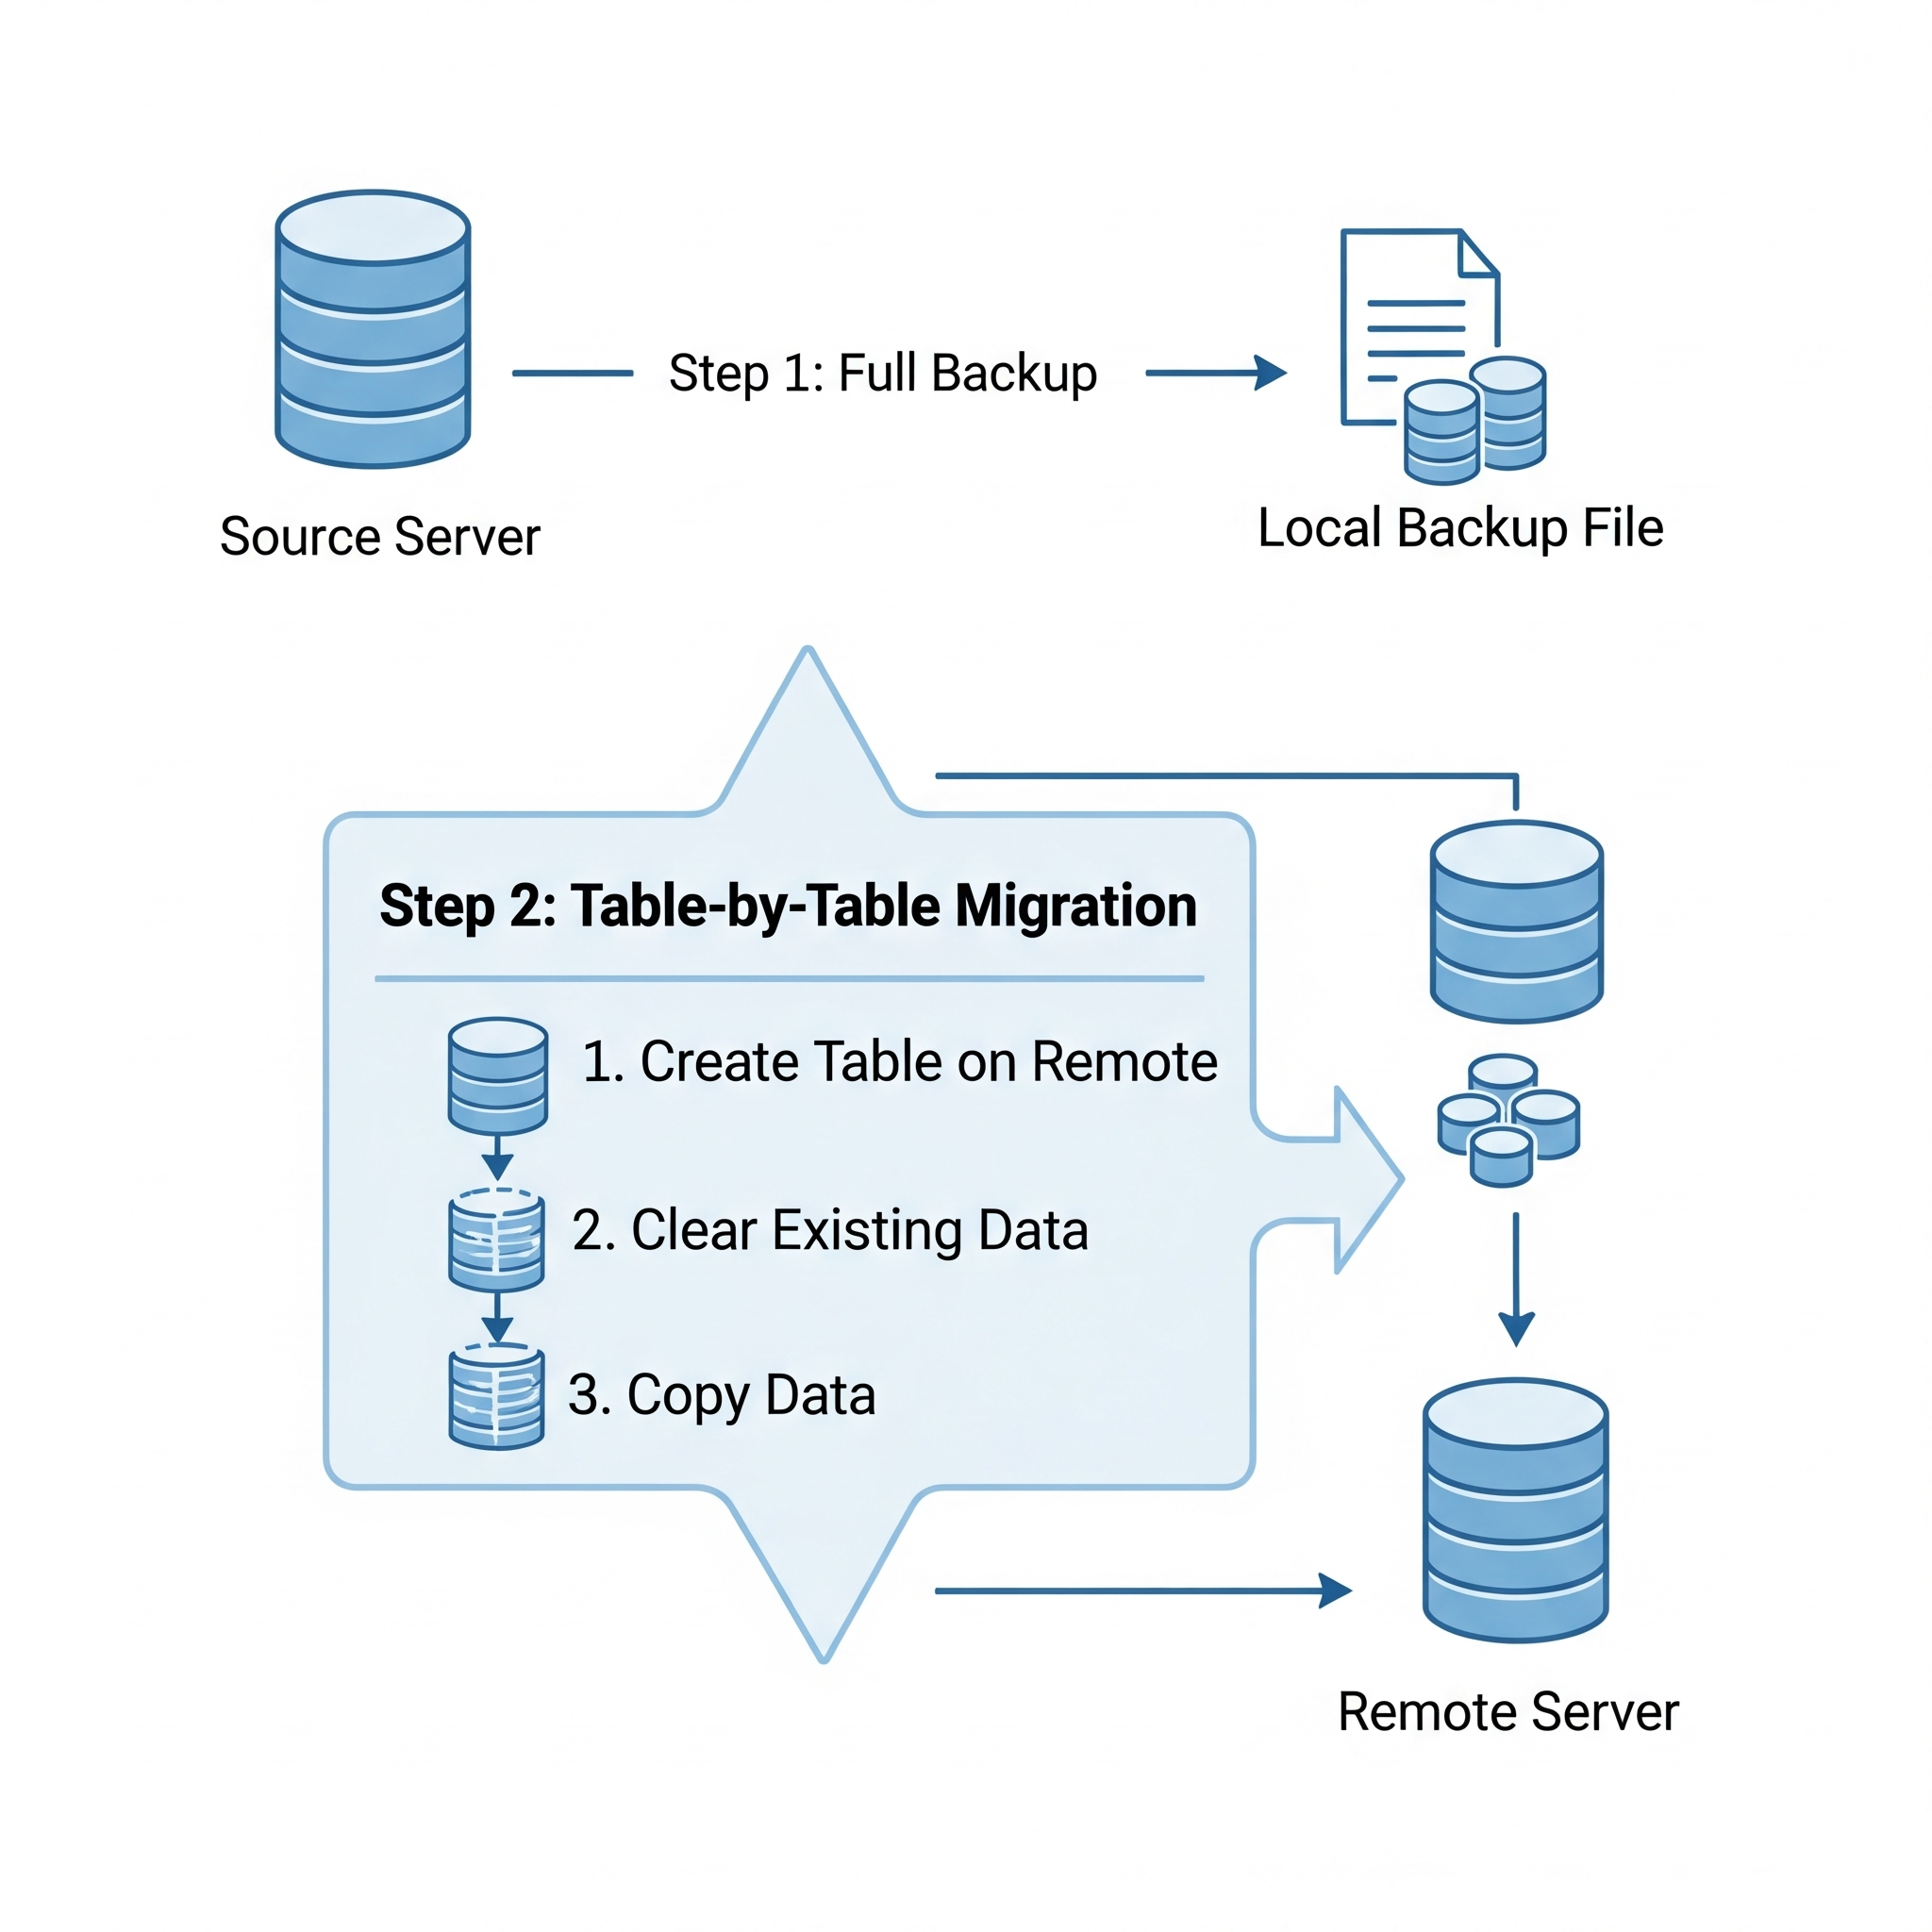 Step 1: Full Backup
Source Server
Local Backup File
Step 2: Table-by-Table Migration
1. Create Table on Remote
2. Clear Existing Data
3. Copy Data
Remote Server